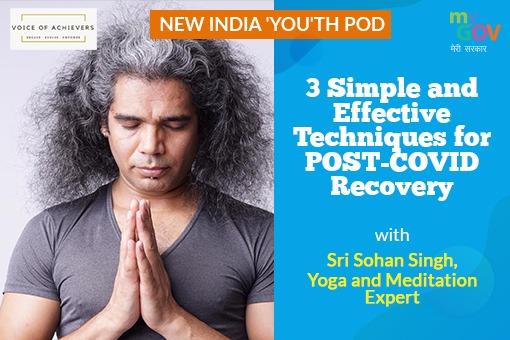 VOICE OF ACHIEVERS
NEW INDIA 'YOU'TH POD
mGOV
मेरी सरकार
3 Simple and
Effective
Techniques for
POST-COVID
Recovery
with
Sri Sohan Singh,
Yoga and Meditation
Expert